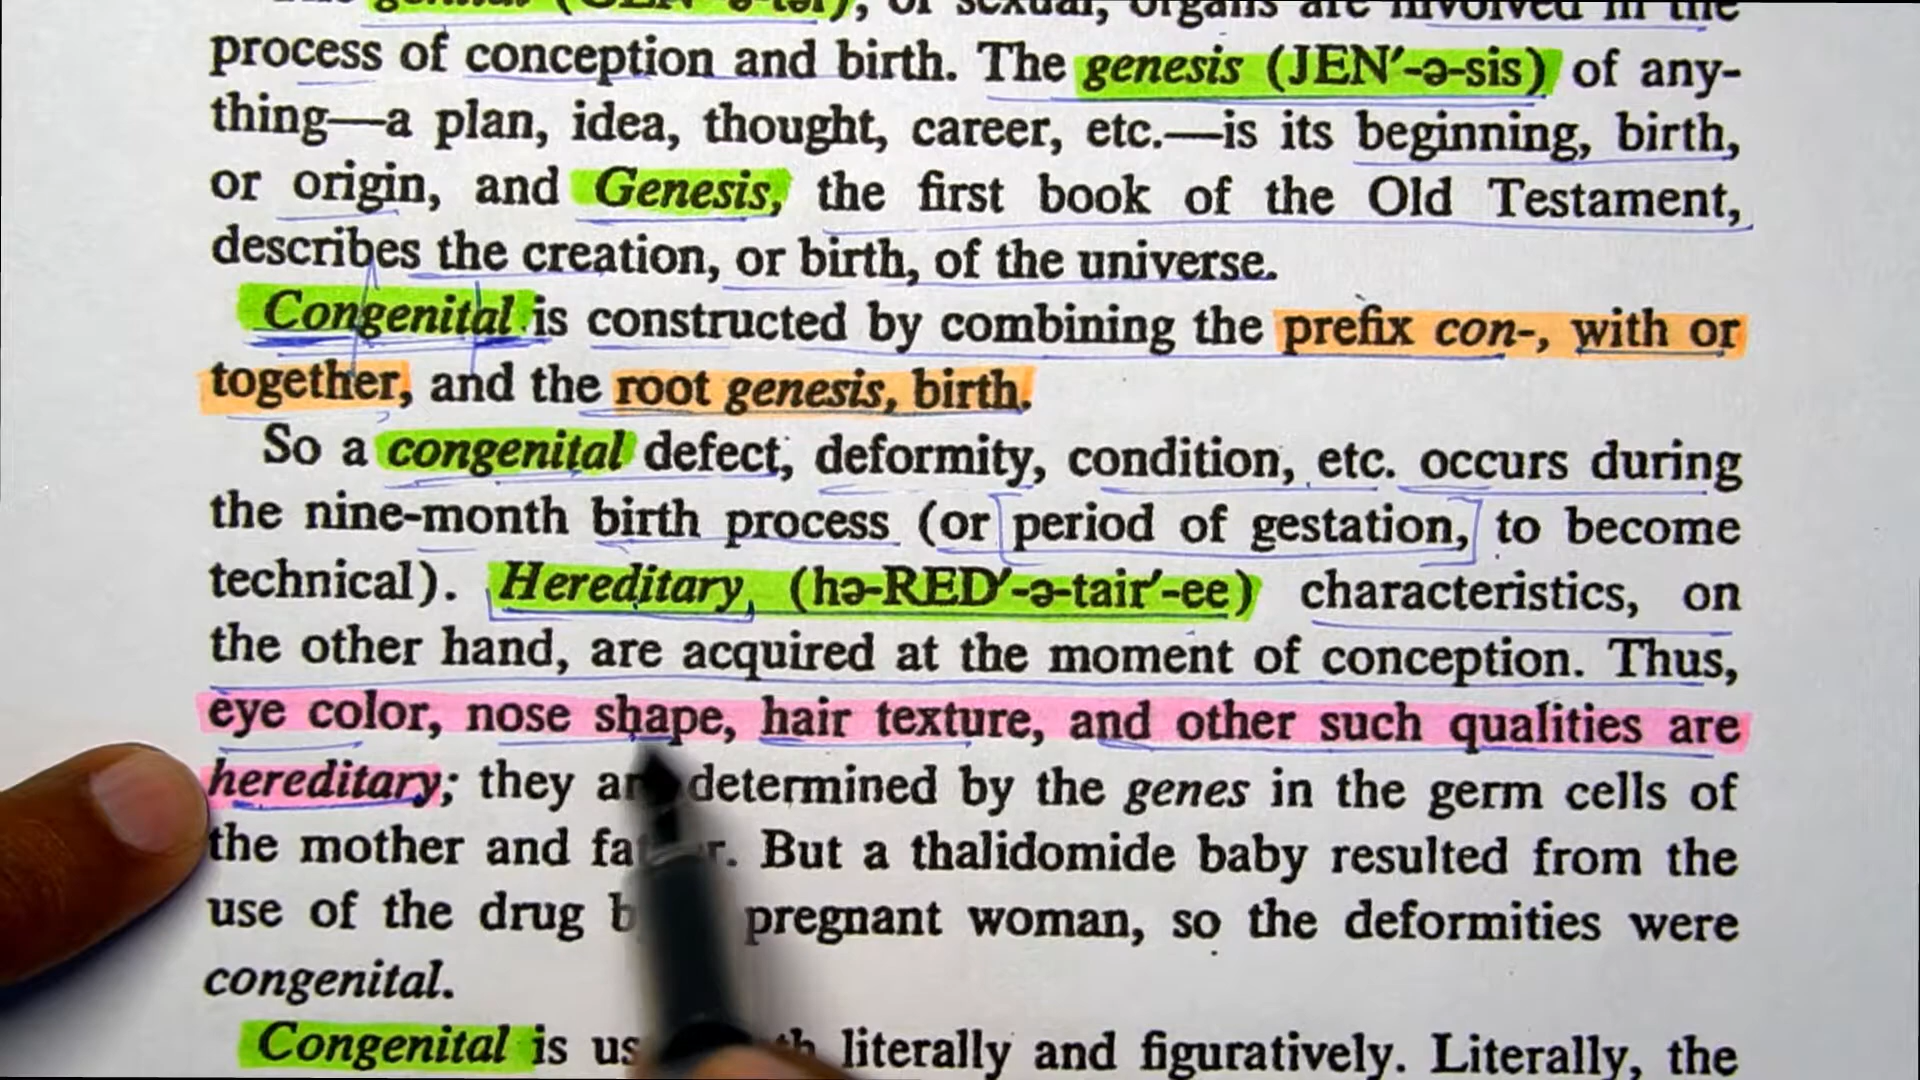 or sexual, organs are involved in the
process of conception and birth. The genesis (JEN′-ə-sis) of any-
thing—a plan, idea, thought, career, etc.—is its beginning, birth,
or origin, and Genesis, the first book of the Old Testament,
describes the creation, or birth, of the universe.
Congenital is constructed by combining the prefix con-, with or
together, and the root genesis, birth.
So a congenital defect, deformity, condition, etc. occurs during
the nine-month birth process (or period of gestation, to become
technical). Hereditary, (hə-RED′-ə-tair′-ee) characteristics, on
the other hand, are acquired at the moment of conception. Thus,
eye color, nose shape, hair texture, and other such qualities are
hereditary; they determined by the genes in the germ cells of
the mother and But a thalidomide baby resulted from the
use of the drug pregnant woman, so the deformities were
congenital.
Congenital is literally and figuratively. Literally, the